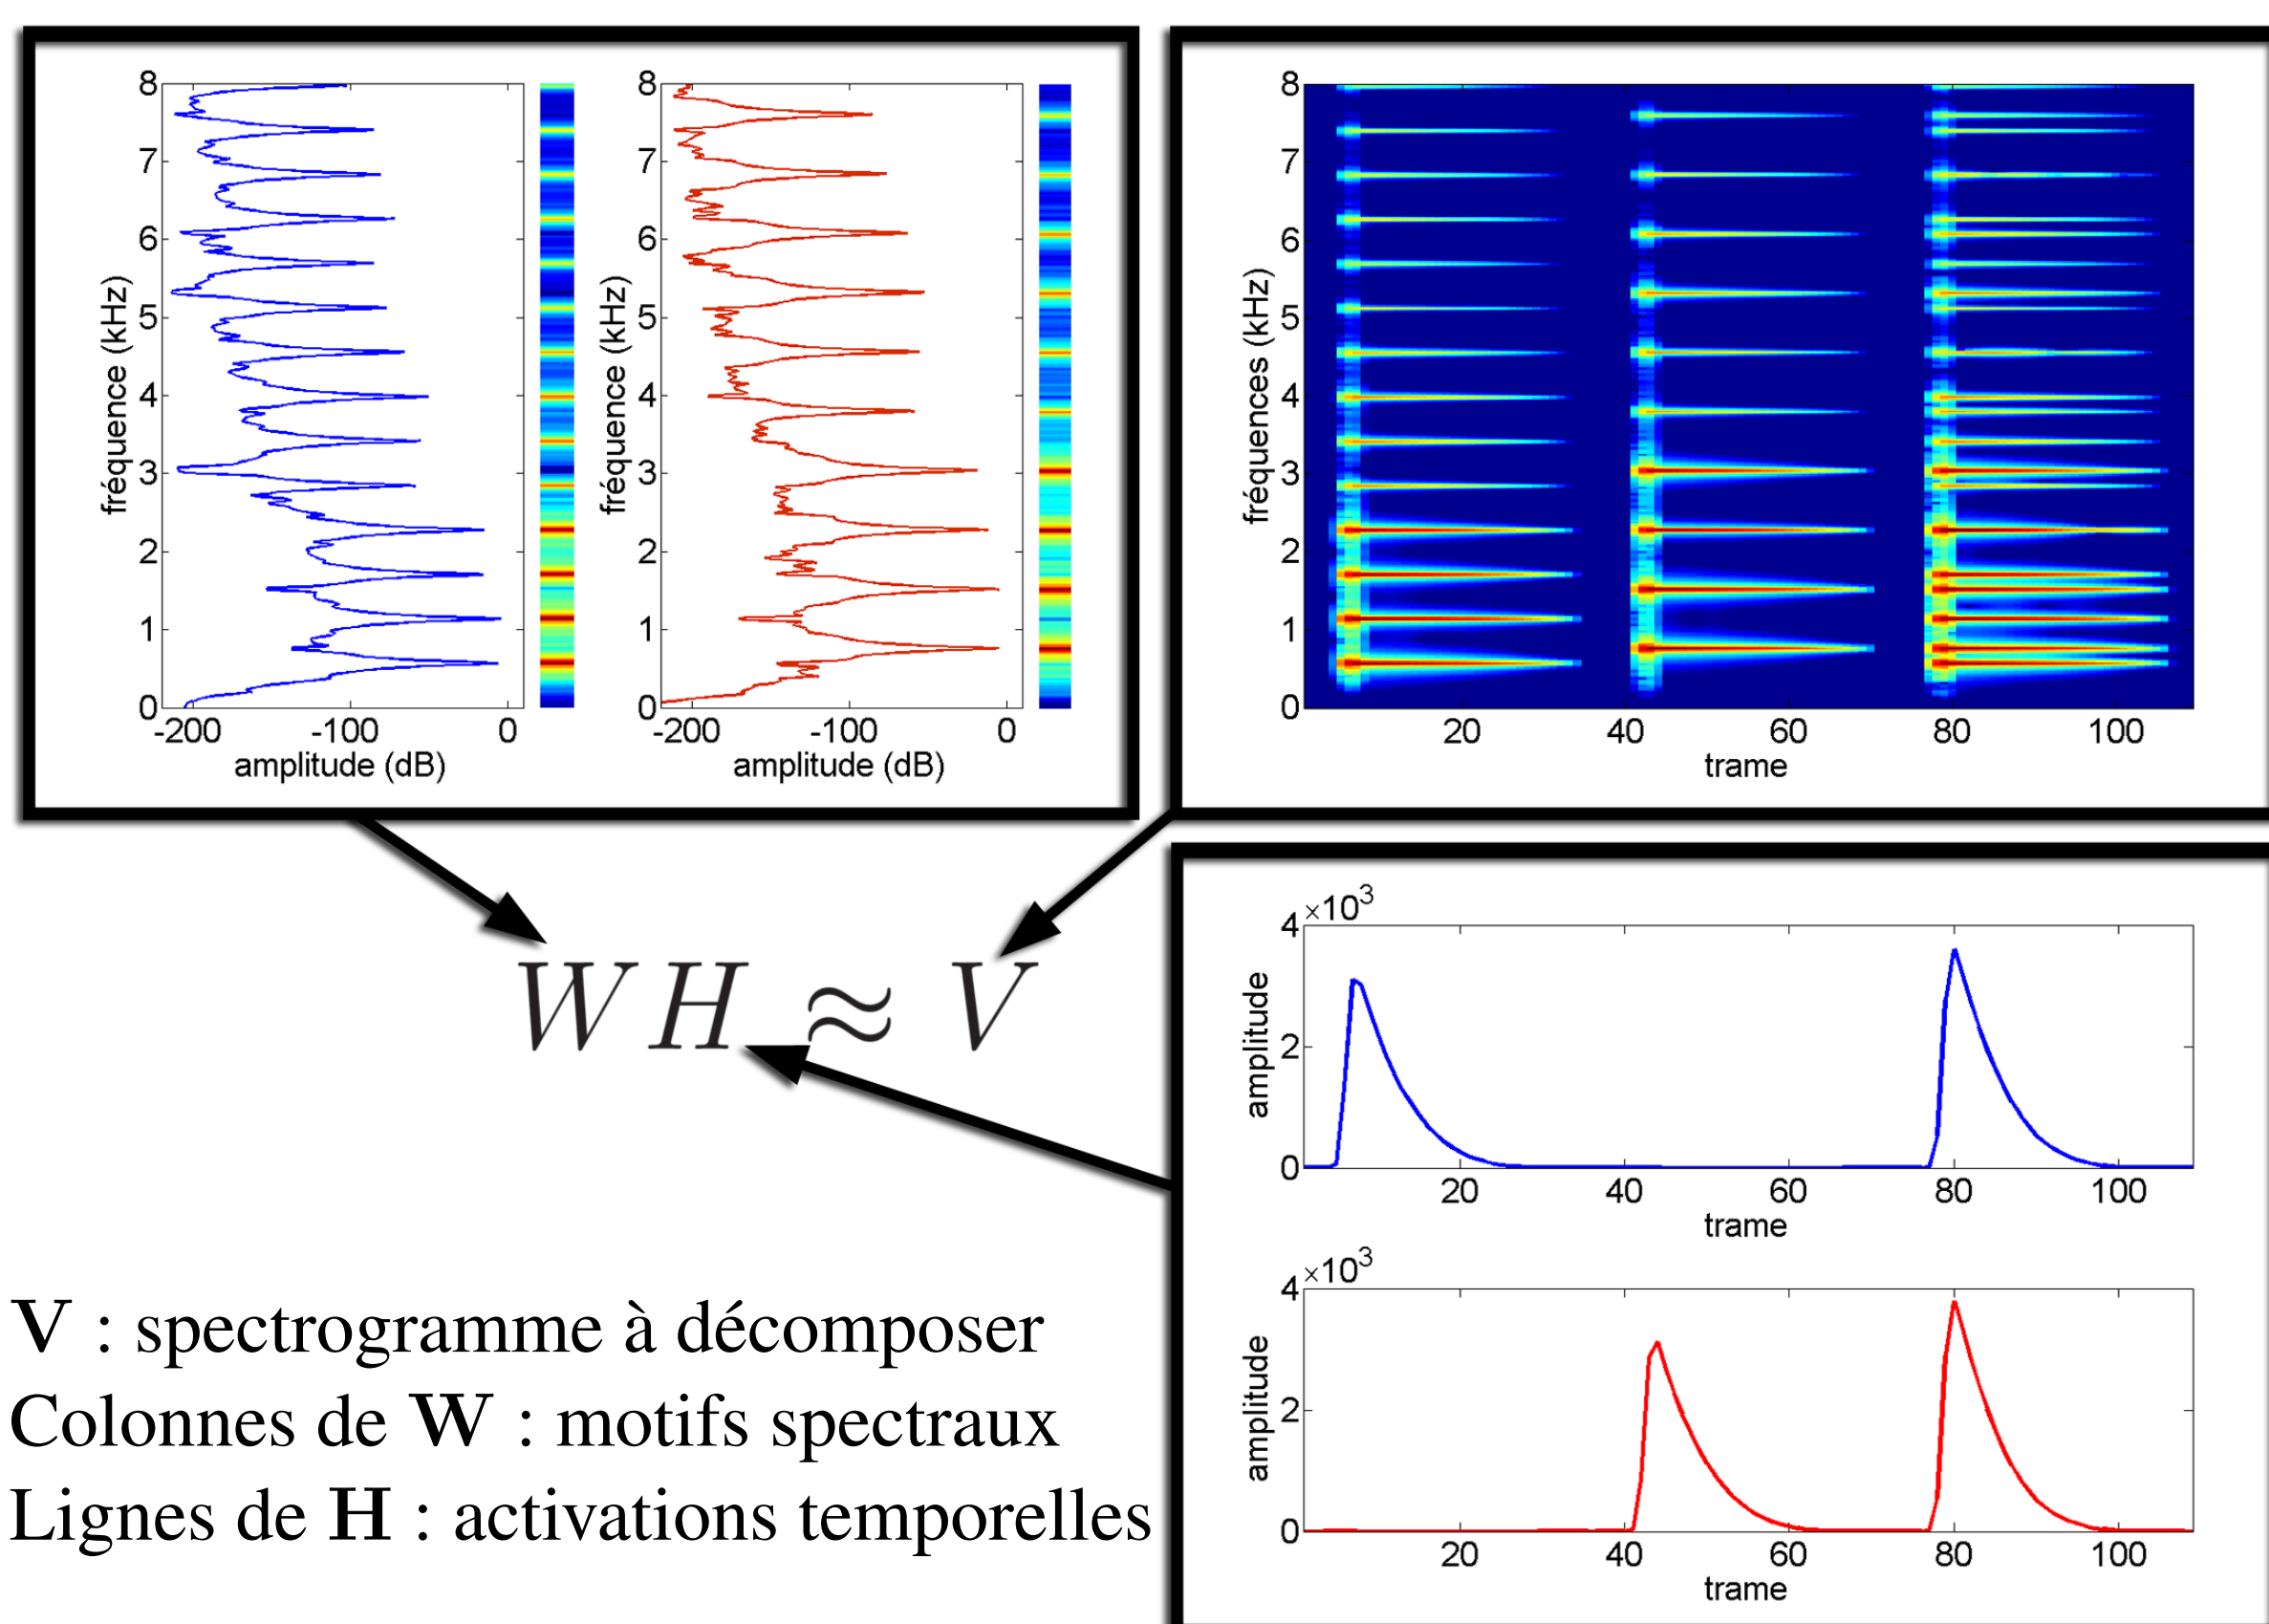 8
7
6
5
4
3
2
1
0
fréquence (kHz)
-200 -100 0
amplitude (dB)
8
7
6
5
4
3
2
1
0
fréquence (kHz)
-200 -100 0
amplitude (dB)
8
7
6
5
4
3
2
1
0
fréquences (kHz)
20 40 60 80 100
trame
W H ≈ V
×10³
4
2
0
amplitude
20 40 60 80 100
trame
×10³
4
2
0
amplitude
20 40 60 80 100
trame
V : spectrogramme à décomposer
Colonnes de W : motifs spectraux
Lignes de H : activations temporelles